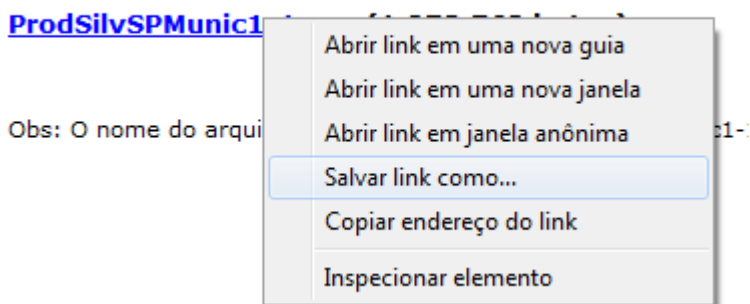 ProdSilvSPMunic1
Abrir link em uma nova guia
Abrir link em uma nova janela
Obs: O nome do arqui
Abrir link em janela anônima
Salvar link como...
Copiar endereço do link
Inspecionar elemento